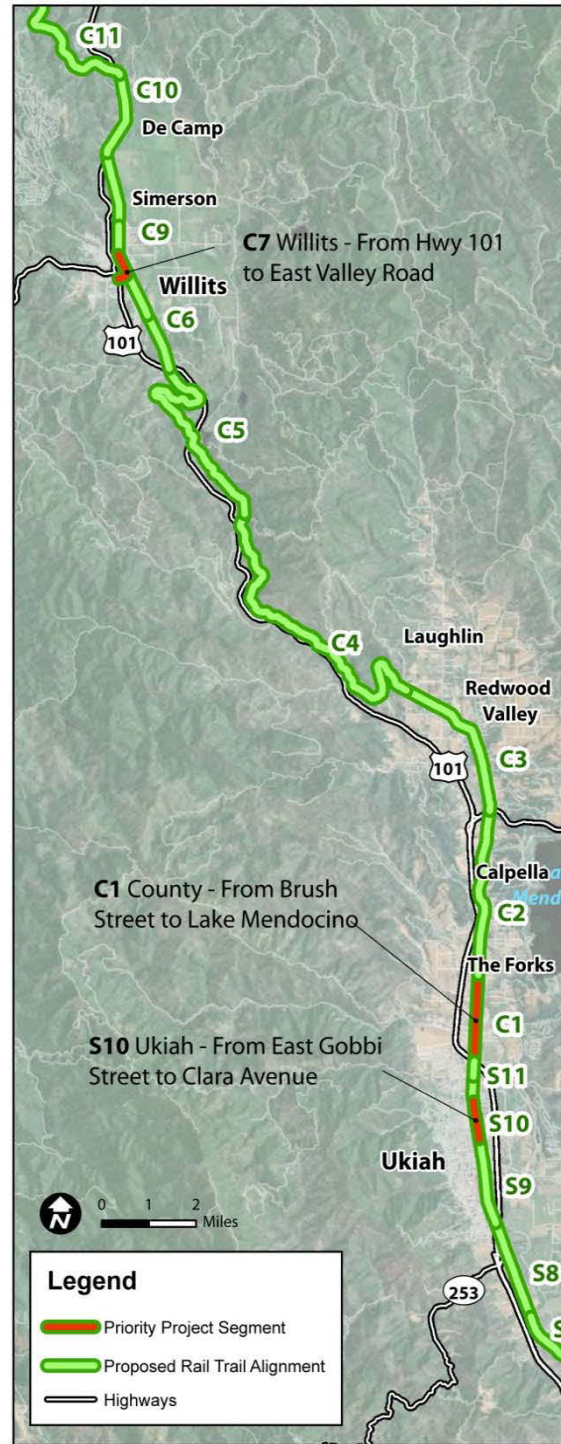 C11
C10
De Camp
Simerson
C9
C7 Willits - From Hwy 101
to East Valley Road
Willits
C6
101
C5
C4
Laughlin
Redwood
Valley
C3
101
Calpella
Mend
C2
C1 County - From Brush
Street to Lake Mendocino
The Forks
C1
S10 Ukiah - From East Gobbi
Street to Clara Avenue
S11
S10
Ukiah
S9
N
0 1 2
Miles
S8
S
253
Legend
Priority Project Segment
Proposed Rail Trail Alignment
Highways